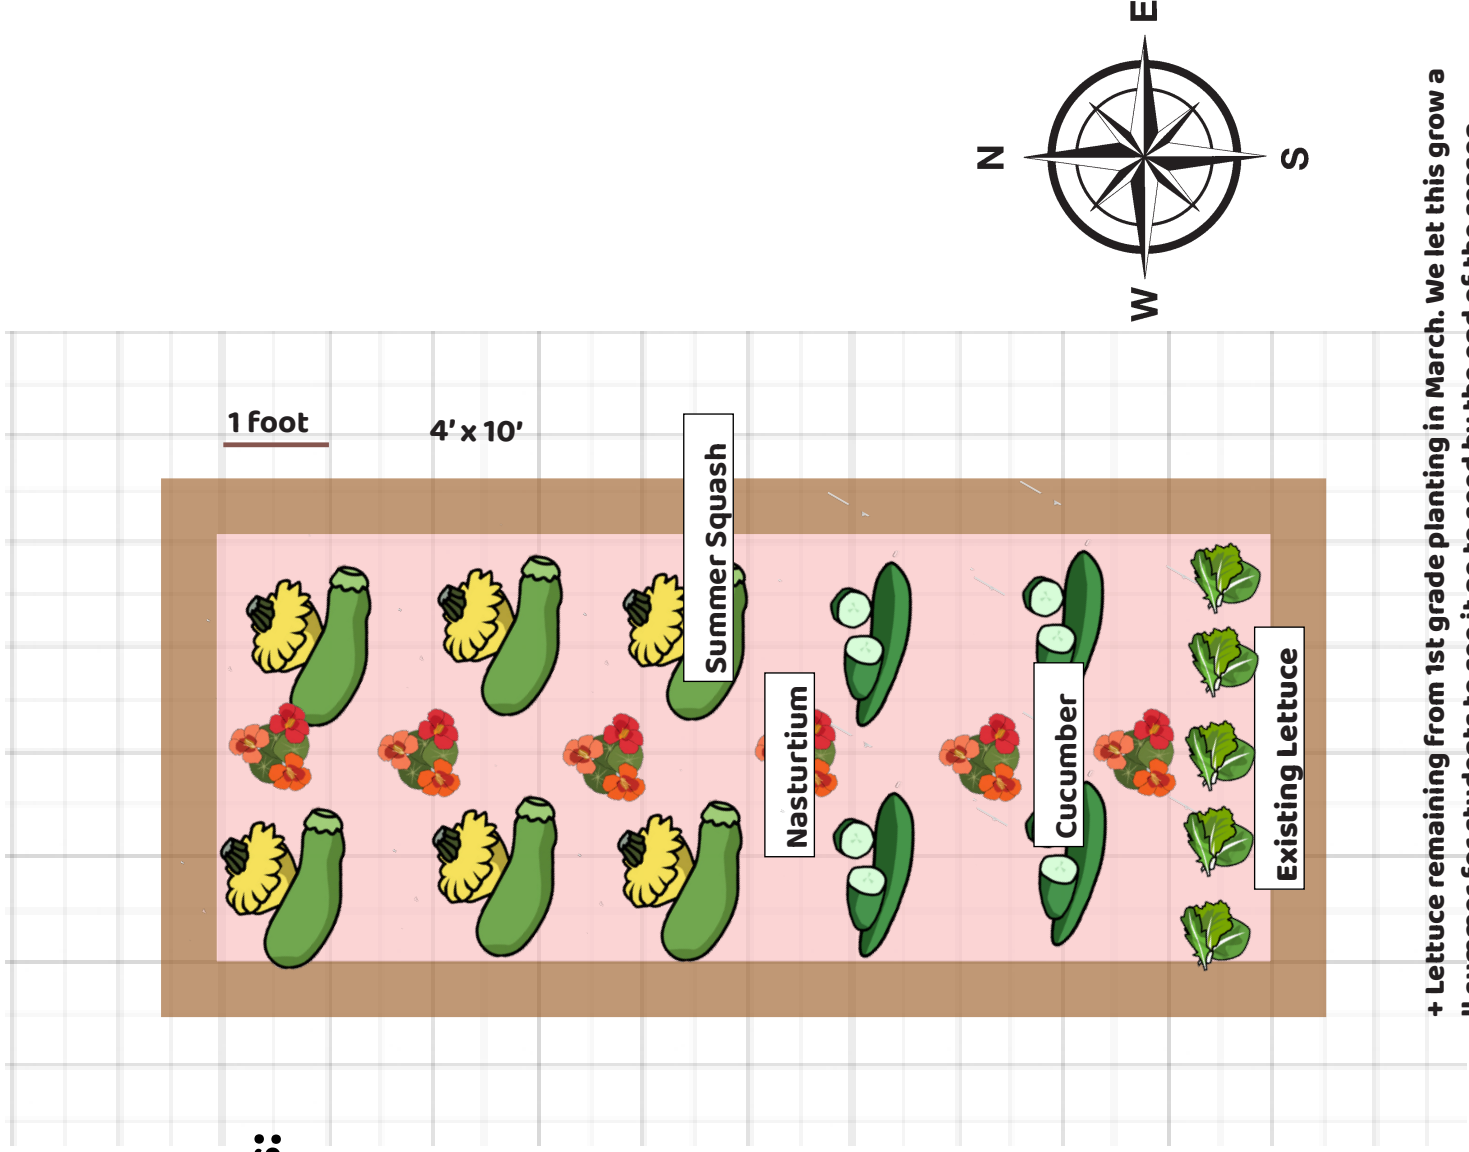 E
N
S
W
1 foot
4' x 10'
Summer Squash
Nasturtium
Cucumber
Existing Lettuce
+ Lettuce remaining from 1st grade planting in March. We let this grow a